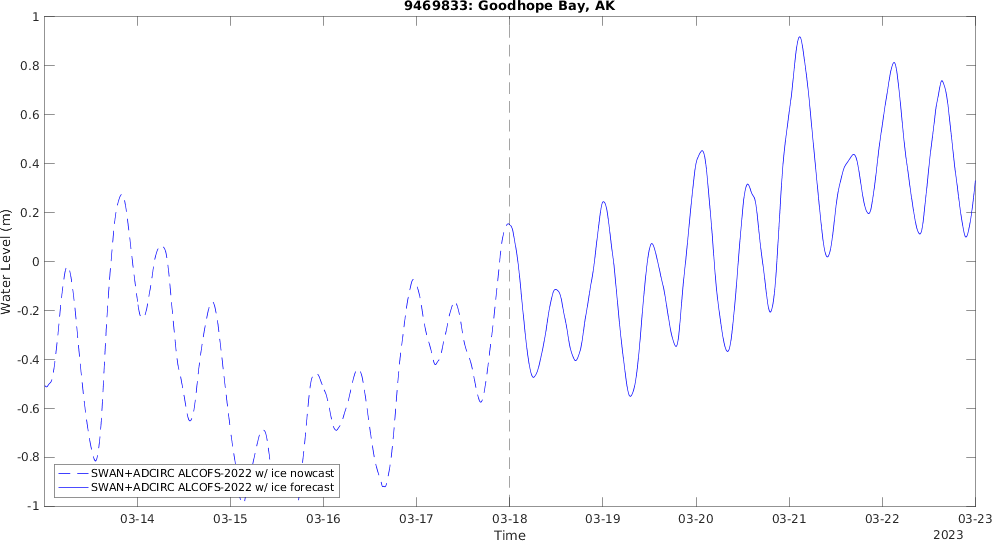 9469833: Goodhope Bay, AK
1
0.8
0.6
0.4
0.2
0
-0.2
-0.4
-0.6
-0.8
-1
Water Level (m)
SWAN+ADCIRC ALCOFS-2022 w/ ice nowcast
SWAN+ADCIRC ALCOFS-2022 w/ ice forecast
03-14 03-15 03-16 03-17 03-18 03-19 03-20 03-21 03-22 03-23
Time
2023